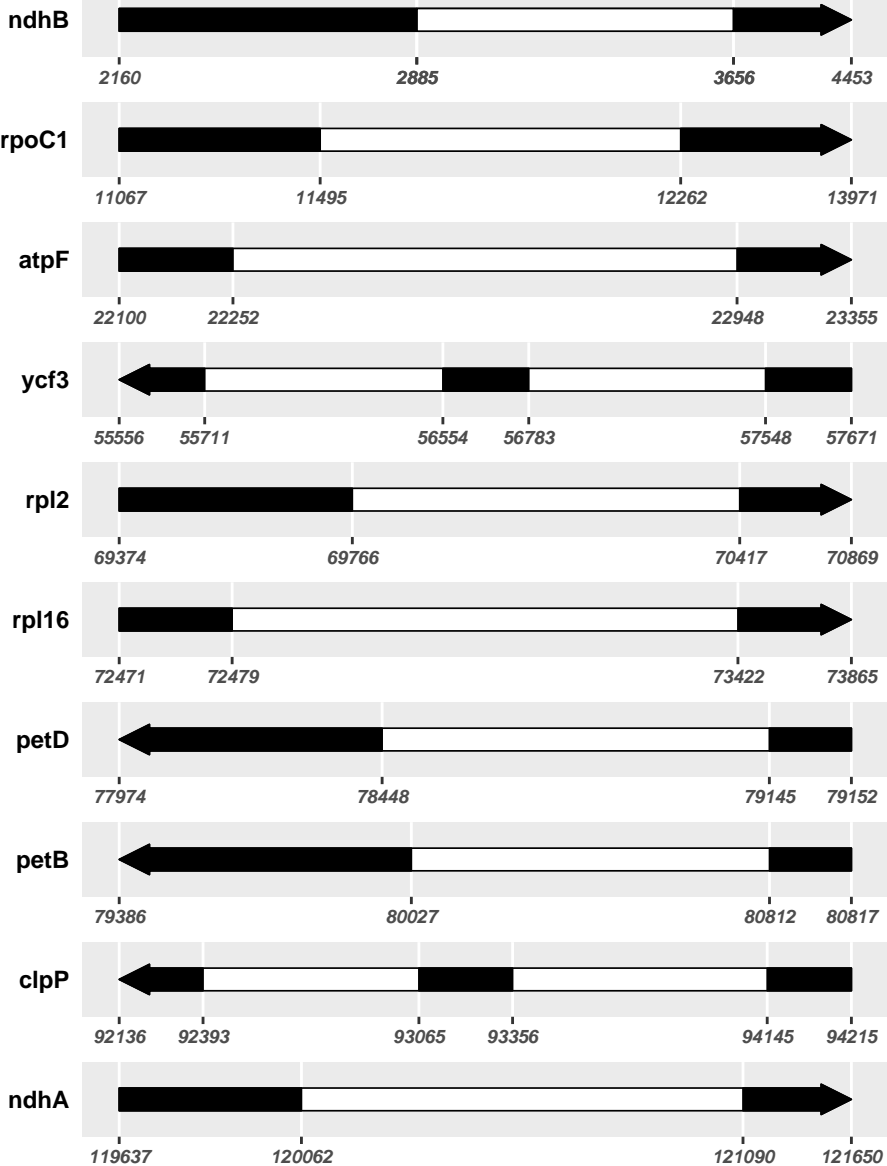 ndhB
2160 2885 3656 4453
rpoC1
11067 11495 12262 13971
atpF
22100 22252 22948 23355
ycf3
55556 55711 56554 56783 57548 57671
rpl2
69374 69766 70417 70869
rpl16
72471 72479 73422 73865
petD
77974 78448 79145 79152
petB
79386 80027 80812 80817
clpP
92136 92393 93065 93356 94145 94215
ndhA
119637 120062 121090 121650